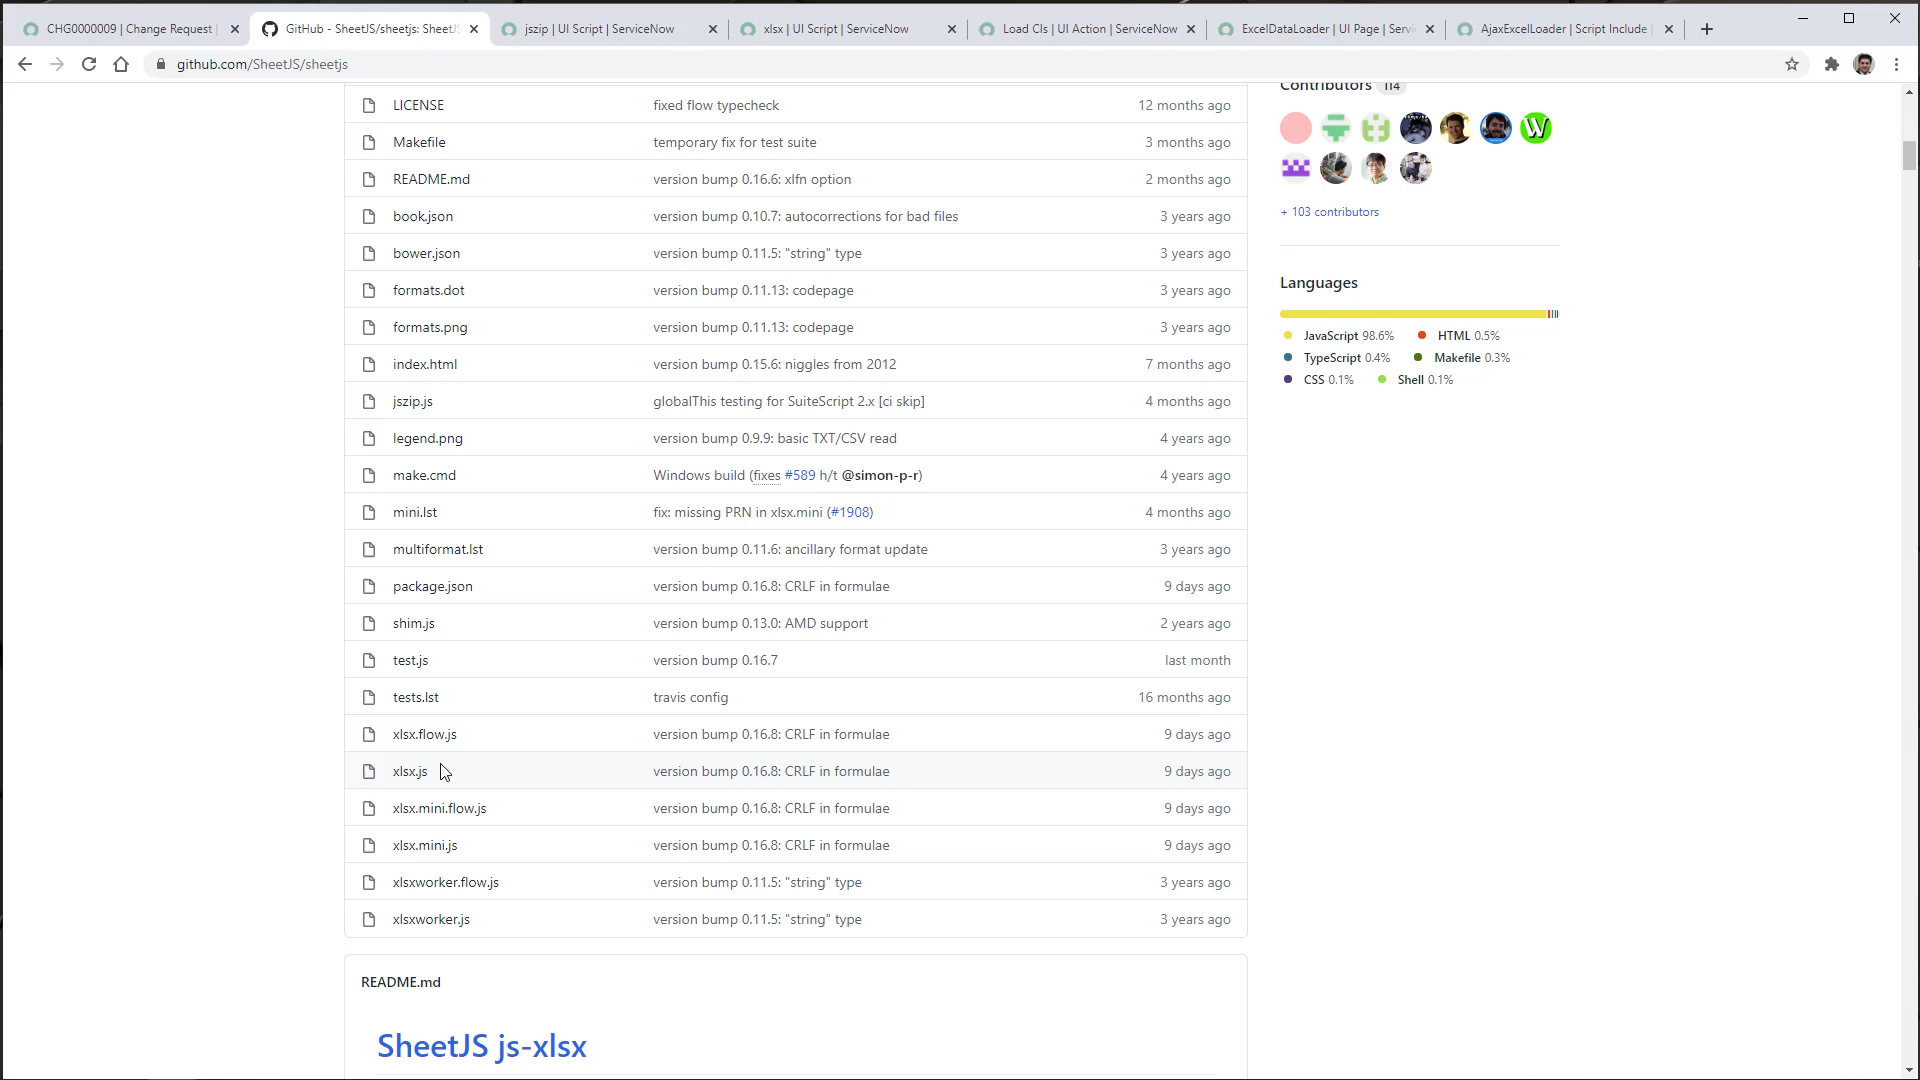 CHG0000009 | Change Request
GitHub - SheetJS/sheetjs: SheetJS
jszip | UI Script | ServiceNow
xlsx | UI Script | ServiceNow
Load CIs | UI Action | ServiceNow
ExcelDataLoader | UI Page | Servi
AjaxExcelLoader | Script Include |
github.com/SheetJS/sheetjs
LICENSE fixed flow typecheck 12 months ago
Makefile temporary fix for test suite 3 months ago
README.md version bump 0.16.6: xlfn option 2 months ago
book.json version bump 0.10.7: autocorrections for bad files 3 years ago
bower.json version bump 0.11.5: "string" type 3 years ago
formats.dot version bump 0.11.13: codepage 3 years ago
formats.png version bump 0.11.13: codepage 3 years ago
index.html version bump 0.15.6: niggles from 2012 7 months ago
jszip.js globalThis testing for SuiteScript 2.x [ci skip] 4 months ago
legend.png version bump 0.9.9: basic TXT/CSV read 4 years ago
make.cmd Windows build (fixes #589 h/t @simon-p-r) 4 years ago
mini.lst fix: missing PRN in xlsx.mini (#1908) 4 months ago
multiformat.lst version bump 0.11.6: ancillary format update 3 years ago
package.json version bump 0.16.8: CRLF in formulae 9 days ago
shim.js version bump 0.13.0: AMD support 2 years ago
test.js version bump 0.16.7 last month
tests.lst travis config 16 months ago
xlsx.flow.js version bump 0.16.8: CRLF in formulae 9 days ago
xlsx.js version bump 0.16.8: CRLF in formulae 9 days ago
xlsx.mini.flow.js version bump 0.16.8: CRLF in formulae 9 days ago
xlsx.mini.js version bump 0.16.8: CRLF in formulae 9 days ago
xlsxworker.flow.js version bump 0.11.5: "string" type 3 years ago
xlsxworker.js version bump 0.11.5: "string" type 3 years ago
README.md
SheetJS js-xlsx
Contributors 114
W
+ 103 contributors
Languages
JavaScript 98.6% HTML 0.5%
TypeScript 0.4% Makefile 0.3%
CSS 0.1% Shell 0.1%